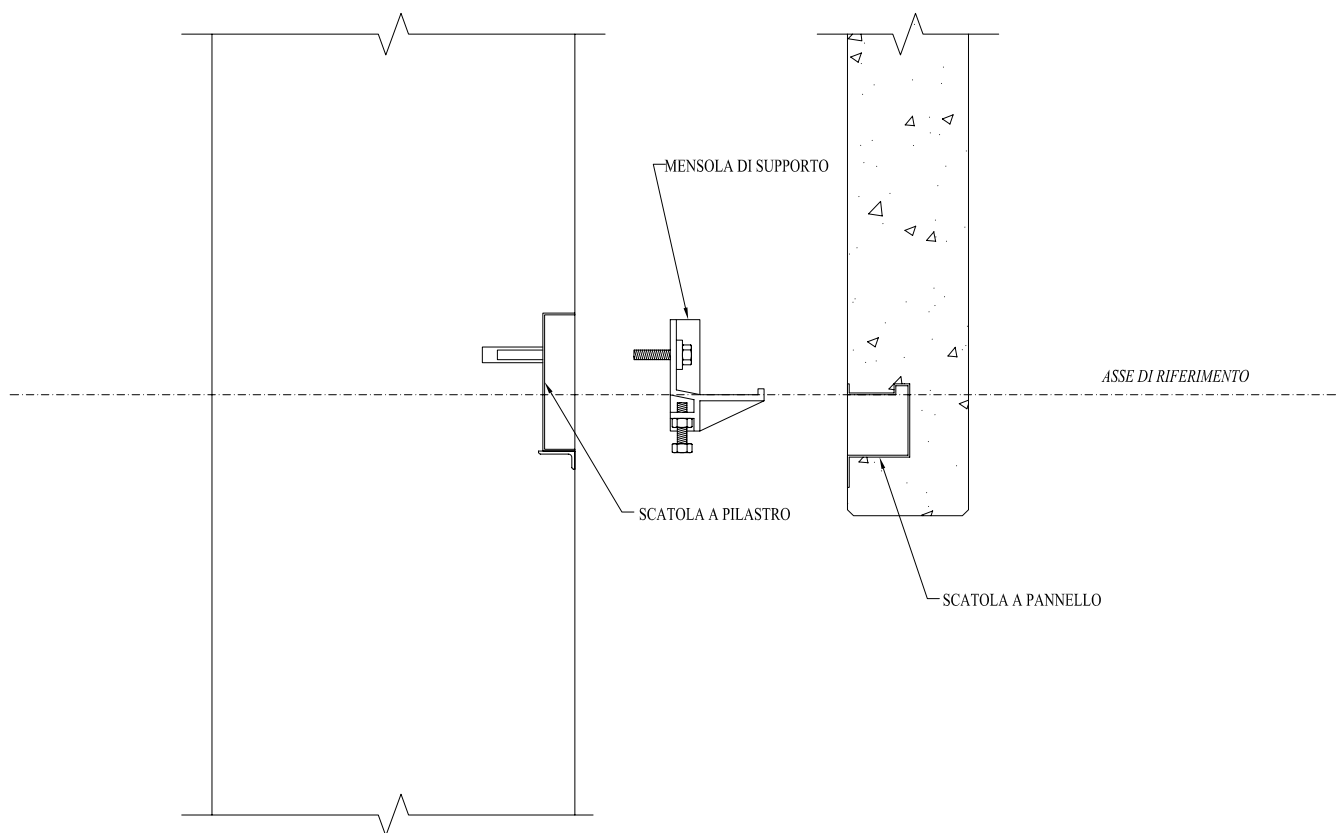 MENSOLA DI SUPPORTO
ASSE DI RIFERIMENTO
SCATOLA A PILASTRO
SCATOLA A PANNELLO